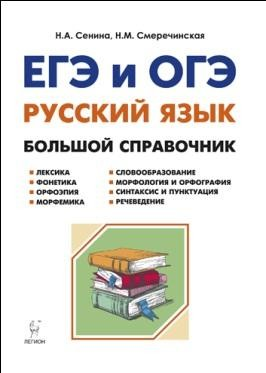 Н.А. Сенина, Н.М. Смеречинская
ЕГЭ и ОГЭ
РУССКИЙ ЯЗЫК
БОЛЬШОЙ СПРАВОЧНИК
ЛЕКСИКА
ФОНЕТИКА
ОРФОЭПИЯ
МОРФЕМИКА
СЛОВООБРАЗОВАНИЕ
МОРФОЛОГИЯ И ОРФОГРАФИЯ
СИНТАКСИС И ПУНКТУАЦИЯ
РЕЧЕВЕДЕНИЕ
ЛЕГИОН